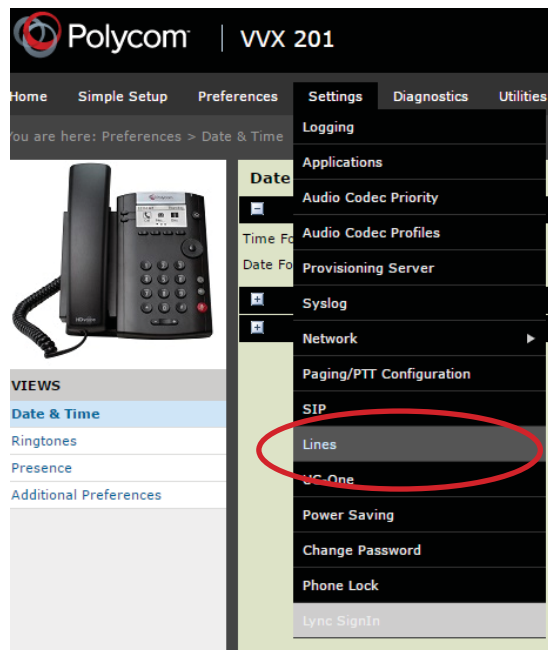 Polycom | VVX 201
Home Simple Setup Preferences Settings Diagnostics Utilities
You are here: Preferences > Date & Time
Logging
Applications
Audio Codec Priority
Audio Codec Profiles
Provisioning Server
Syslog
Network
Paging/PTT Configuration
SIP
Lines
UC-One
Power Saving
Change Password
Phone Lock
Lync SignIn
Date
Time Fo
Date Fo
Polycom
VIEWS
Date & Time
Ringtones
Presence
Additional Preferences